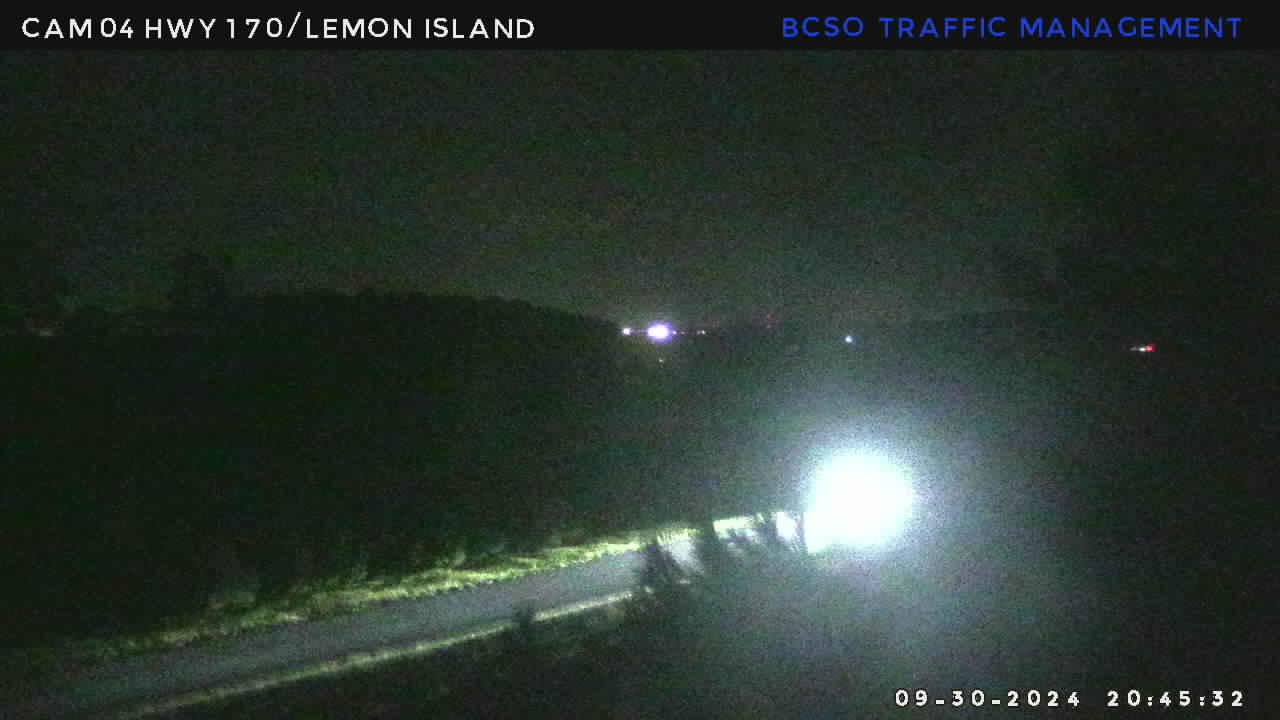 CAM04 HWY 170/LEMON ISLAND
BCSO TRAFFIC MANAGEMENT
09-30-2024 20:45:32